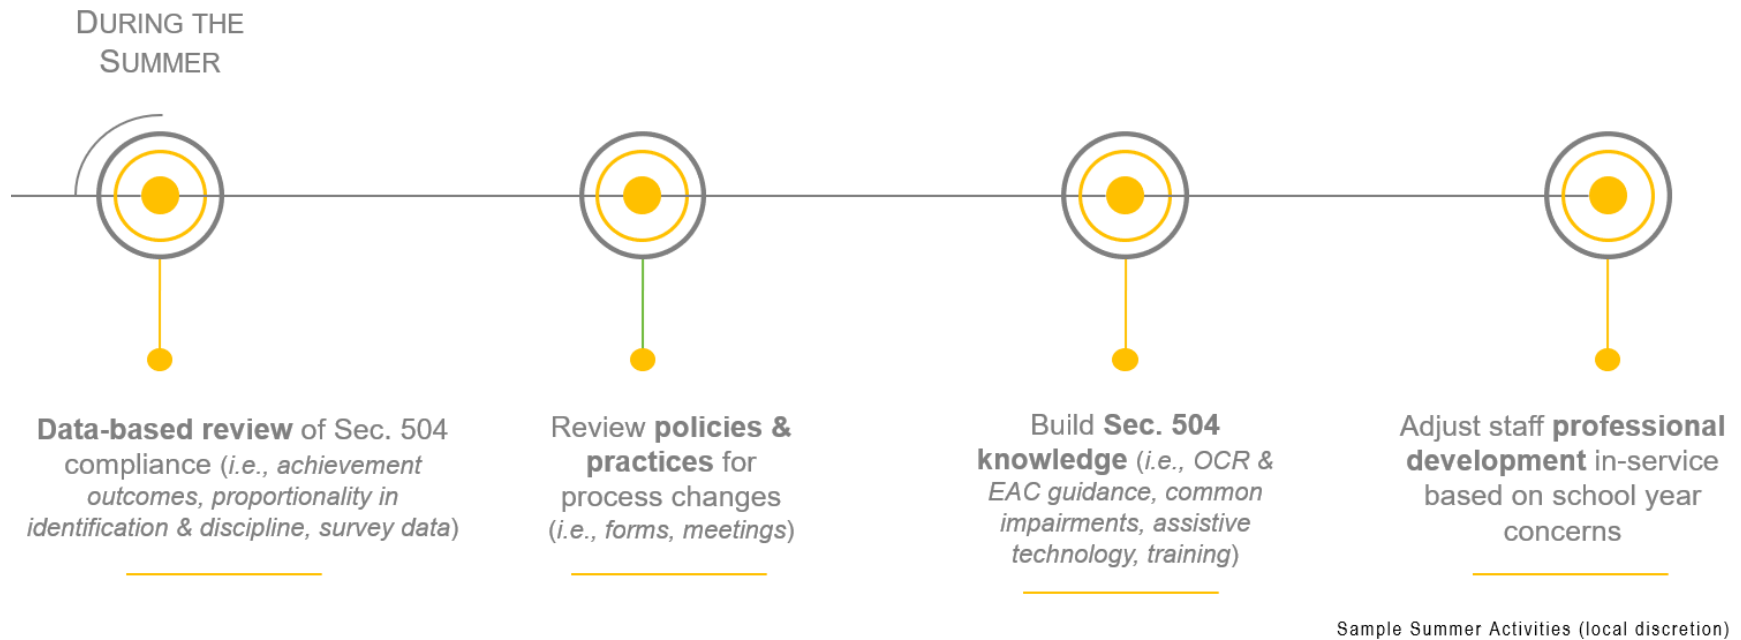 DURING THE
SUMMER
Data-based review of Sec. 504
compliance (i.e., achievement
outcomes, proportionality in
identification & discipline, survey data)
Review policies &
practices for
process changes
(i.e., forms, meetings)
Build Sec. 504
knowledge (i.e., OCR &
EAC guidance, common
impairments, assistive
technology, training)
Adjust staff professional
development in-service
based on school year
concerns
Sample Summer Activities (local discretion)